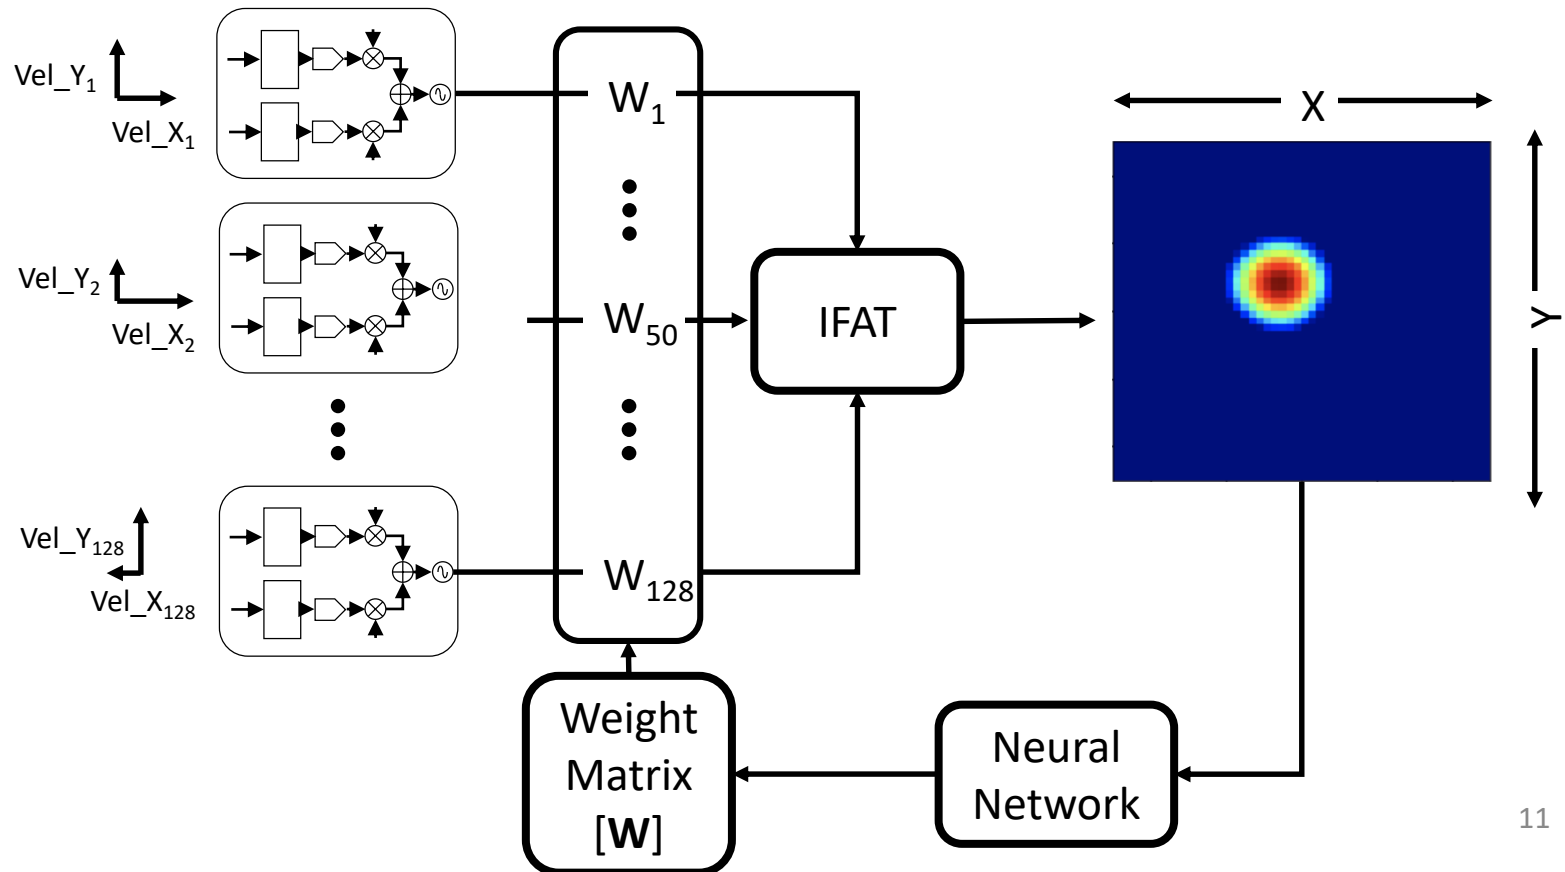 Vel_Y1
Vel_X1
W1
X
Y
Vel_Y2
Vel_X2
W50
IFAT
Vel_Y128
Vel_X128
W128
Weight
Matrix
[W]
Neural
Network
11